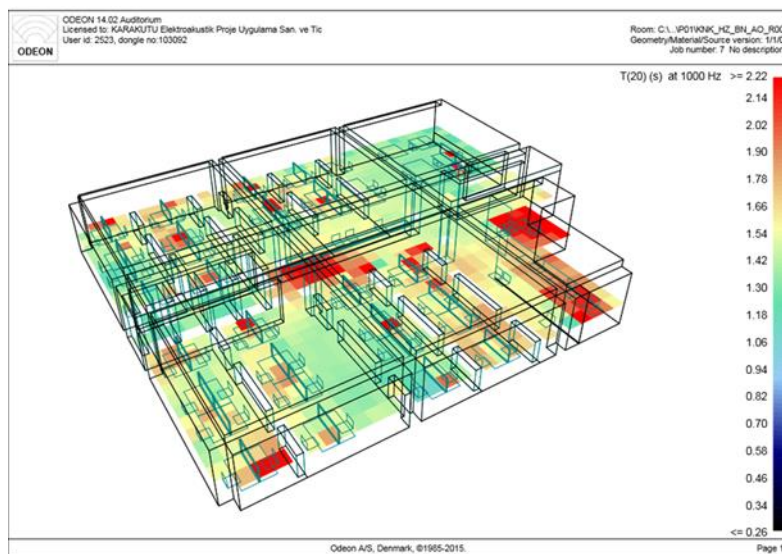 ODEON 14.02 Auditorium
Licensed to: KARAKUTU Elektroakustik Proje Uygulama San. ve Tic
User id: 2523, dongle no:103092
ODEON
Room: C:\...\P01\KNK_HZ_BN_AO_R00
Geometry/Material/Source version: 1/1/0
Job number: 7 No description
T(20) (s) at 1000 Hz >= 2.22
2.14
2.02
1.90
1.78
1.66
1.54
1.42
1.30
1.18
1.06
0.94
0.82
0.70
0.58
0.46
0.34
<= 0.26
Odeon A/S, Denmark, ©1985-2015.
Page 1